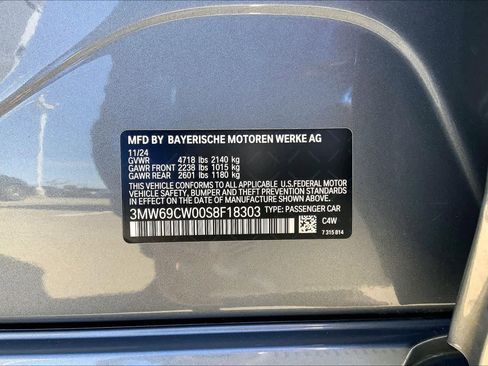 MFD BY BAYERISCHE MOTOREN WERKE AG
11/24
GVWR 4718 lbs 2140 kg
GAWR FRONT 2238 lbs 1015 kg
GAWR REAR 2601 lbs 1180 kg
THIS VEHICLE CONFORMS TO ALL APPLICABLE U.S.FEDERAL MOTOR
VEHICLE SAFETY, BUMPER, AND THEFT PREVENTION STANDARDS IN
EFFECT ON THE DATE OF MANUFACTURE SHOWN ABOVE.
3MW69CW00S8F18303 TYPE: PASSENGER CAR
C4W
7 315 814